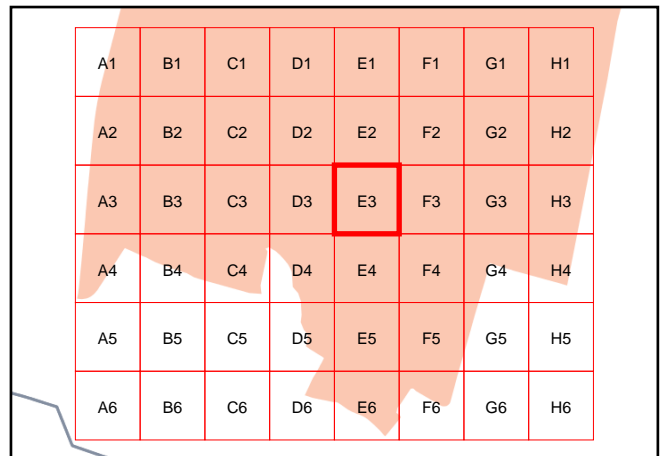 A1 B1 C1 D1 E1 F1 G1 H1
A2 B2 C2 D2 E2 F2 G2 H2
A3 B3 C3 D3 E3 F3 G3 H3
A4 B4 C4 D4 E4 F4 G4 H4
A5 B5 C5 D5 E5 F5 G5 H5
A6 B6 C6 D6 E6 F6 G6 H6